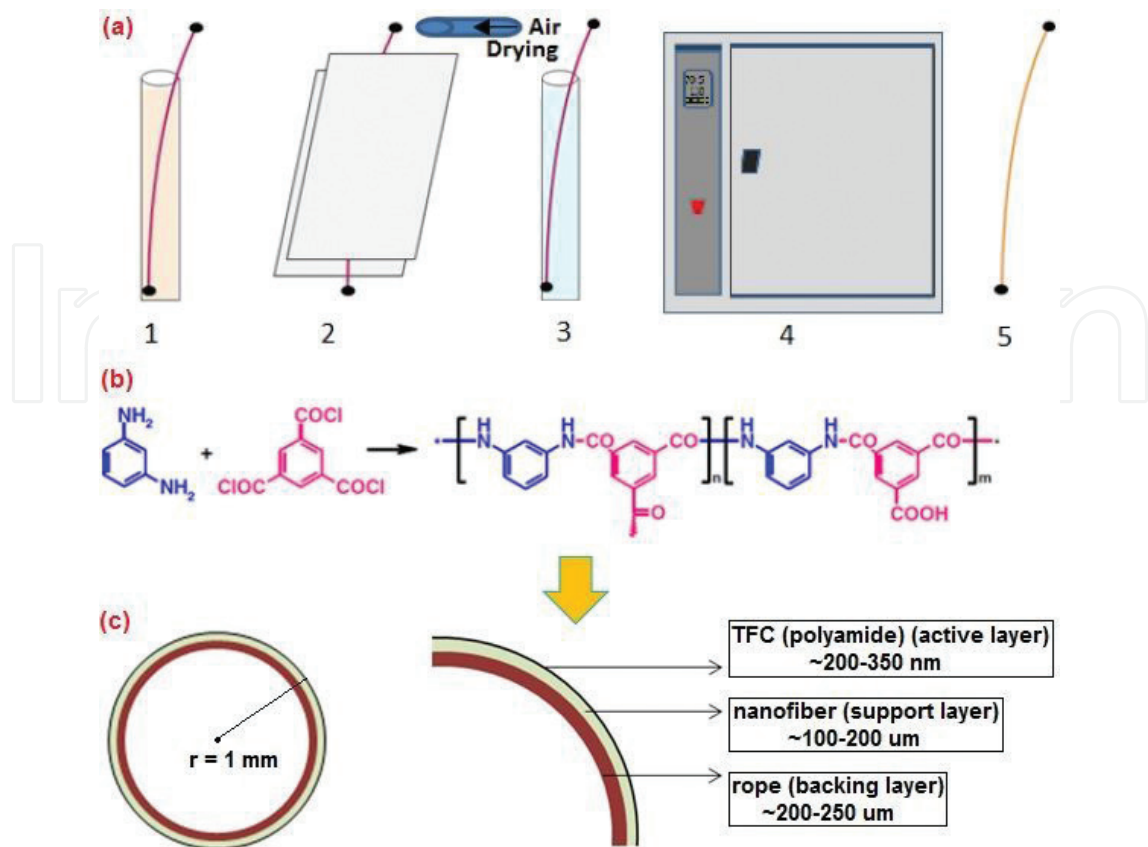 (a)
Air
Drying
1
2
3
4
5
(b)
NH₂
NH₂
+
COCl
ClOC
COCl
H
N
NH
CO
CO
n
C=O
H
N
NH
CO
CO
m
COOH
(c)
r = 1 mm
TFC (polyamide) (active layer)
~200-350 nm
nanofiber (support layer)
~100-200 um
rope (backing layer)
~200-250 um